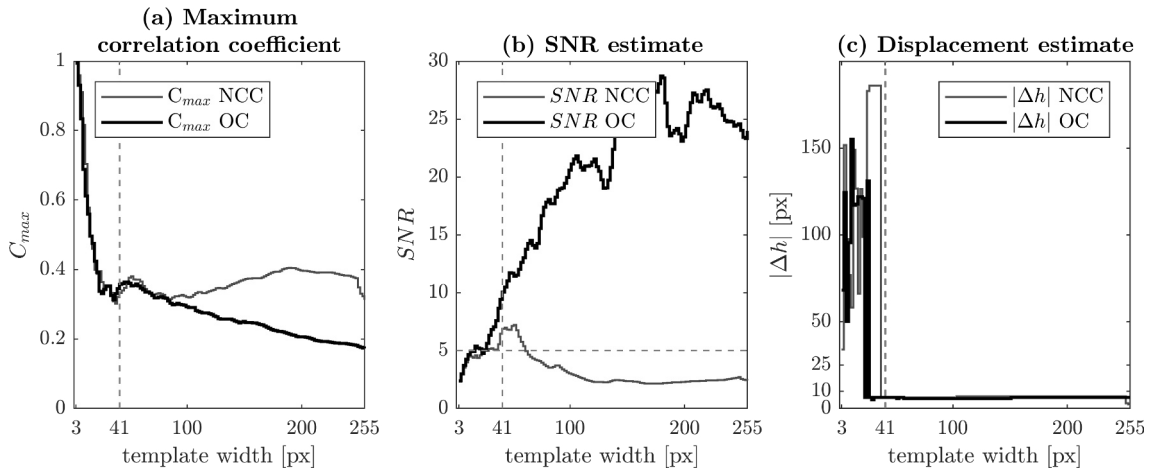 (a) Maximum
correlation coefficient
C_max NCC
C_max OC
C_max
1
0.8
0.6
0.4
0.2
0
3 41 100 200 255
template width [px]
(b) SNR estimate
SNR NCC
SNR OC
SNR
30
25
20
15
10
5
0
3 41 100 200 255
template width [px]
(c) Displacement estimate
|Δh| NCC
|Δh| OC
|Δh| [px]
150
100
50
25
10
0
3 41 100 200 255
template width [px]